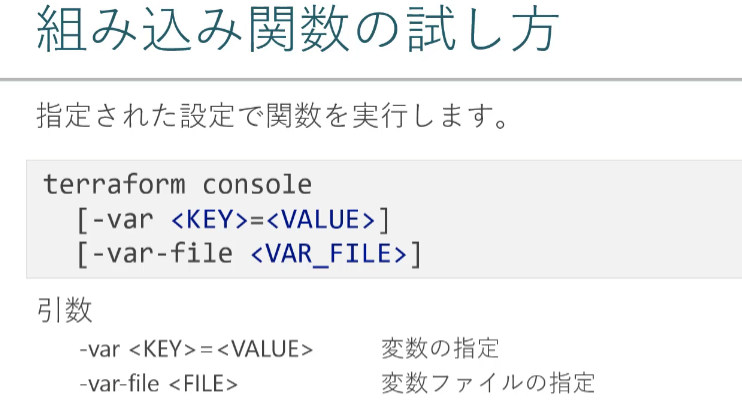 組み込み関数の試し方
指定された設定で関数を実行します。
terraform console
[-var <KEY>=<VALUE>]
[-var-file <VAR_FILE>]
引数
-var <KEY>=<VALUE> 変数の指定
-var-file <FILE> 変数ファイルの指定